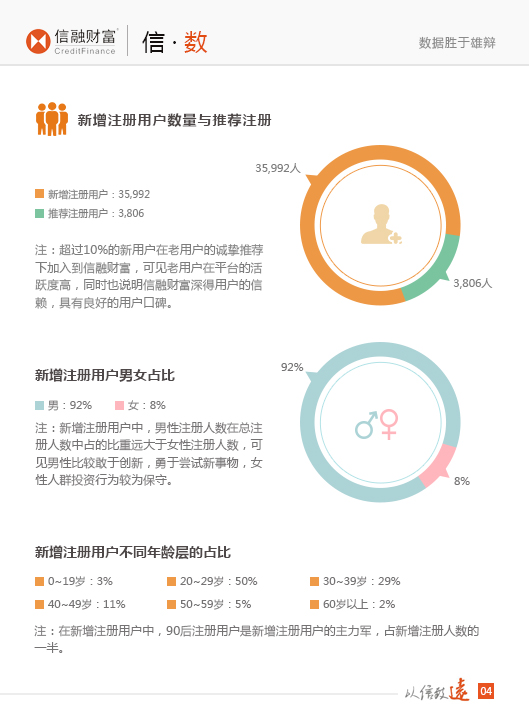 信融财富
CreditFinance
信·数
数据胜于雄辩
新增注册用户数量与推荐注册
35,992人
新增注册用户：35,992
推荐注册用户：3,806
注：超过10%的新用户在老用户的诚挚推荐
下加入到信融财富，可见老用户在平台的活
跃度高，同时也说明信融财富深得用户的信
赖，具有良好的用户口碑。
3,806人
新增注册用户男女占比
92%
男：92% 女：8%
注：新增注册用户中，男性注册人数在总注
册人数中占的比重远大于女性注册人数，可
见男性比较敢于创新，勇于尝试新事物，女
性人群投资行为较为保守。
8%
新增注册用户不同年龄层的占比
0~19岁：3% 20~29岁：50% 30~39岁：29%
40~49岁：11% 50~59岁：5% 60岁以上：2%
注：在新增注册用户中，90后注册用户是新增注册用户的主力军，占新增注册人数的
一半。
以信致远 04